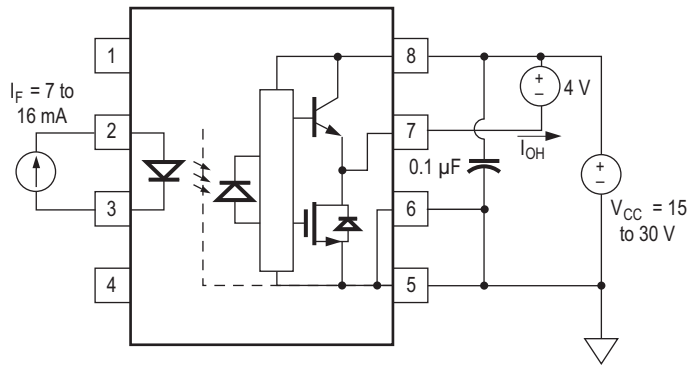 1
8
I_F = 7 to
16 mA
+
–
4 V
2
7
I_OH
0.1 µF
+
–
3
6
V_CC = 15
to 30 V
4
5